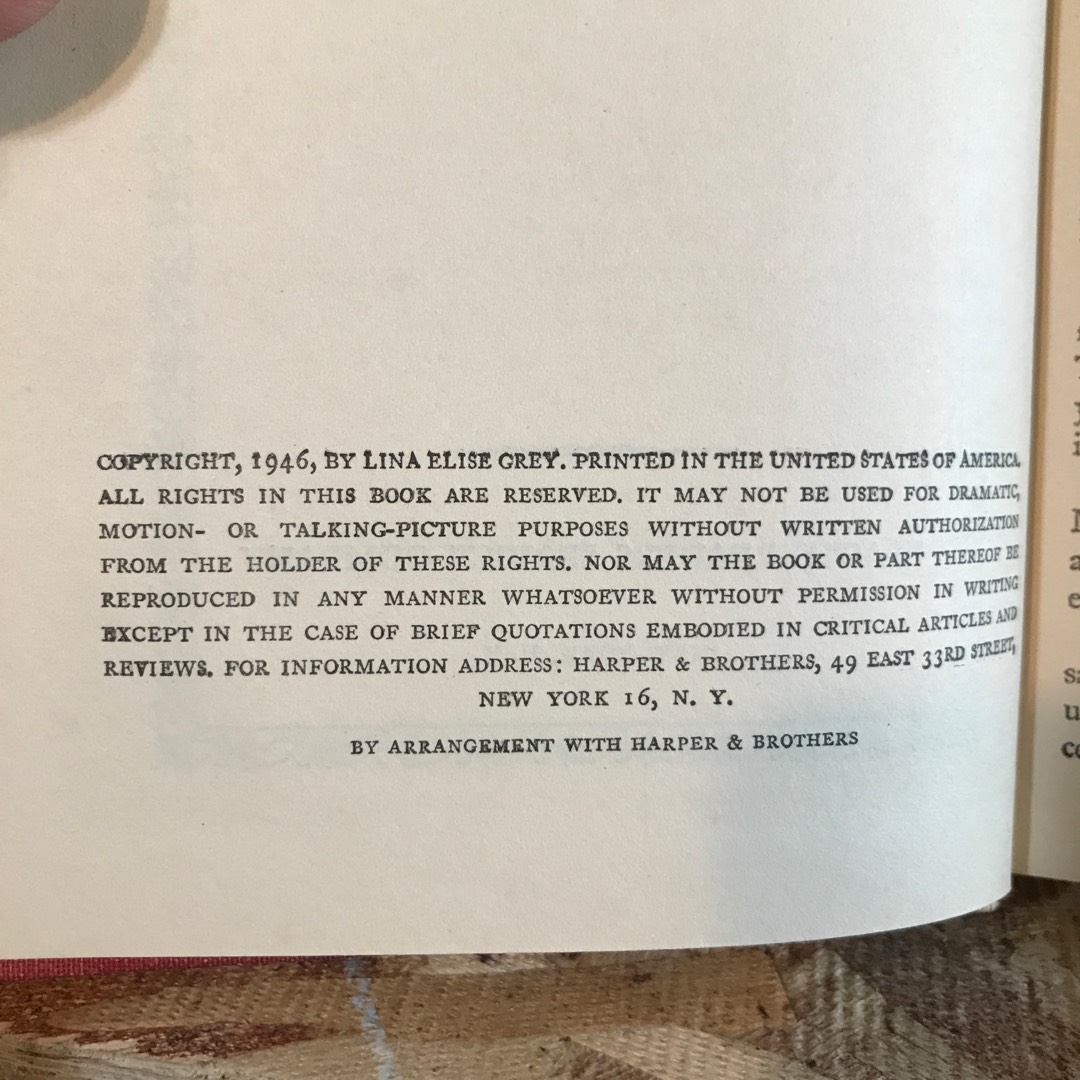 COPYRIGHT, 1946, BY LINA ELISE GREY. PRINTED IN THE UNITED STATES OF AMERICA.
ALL RIGHTS IN THIS BOOK ARE RESERVED. IT MAY NOT BE USED FOR DRAMATIC,
MOTION- OR TALKING-PICTURE PURPOSES WITHOUT WRITTEN AUTHORIZATION
FROM THE HOLDER OF THESE RIGHTS. NOR MAY THE BOOK OR PART THEREOF BE
REPRODUCED IN ANY MANNER WHATSOEVER WITHOUT PERMISSION IN WRITING
EXCEPT IN THE CASE OF BRIEF QUOTATIONS EMBODIED IN CRITICAL ARTICLES AND
REVIEWS. FOR INFORMATION ADDRESS: HARPER & BROTHERS, 49 EAST 33RD STREET,
NEW YORK 16, N. Y.
BY ARRANGEMENT WITH HARPER & BROTHERS